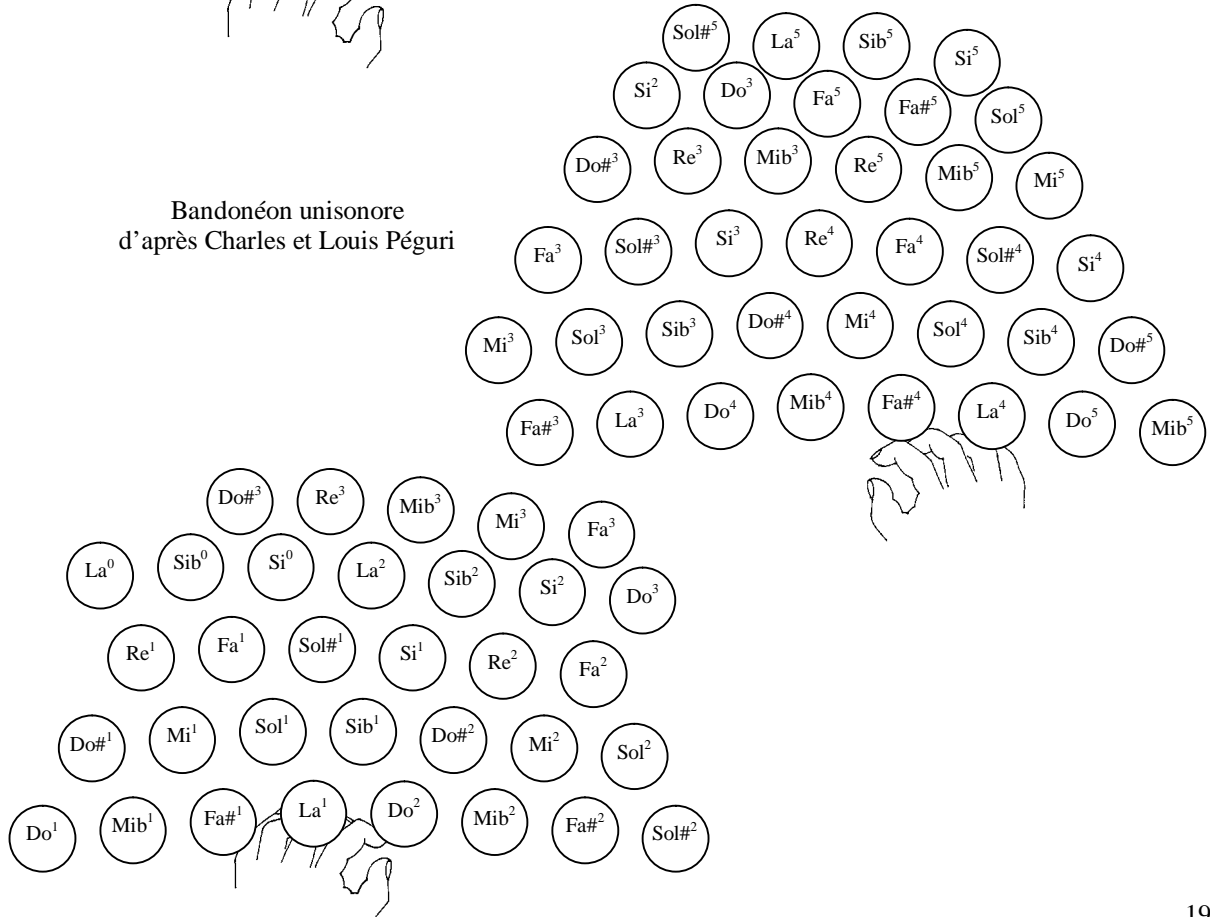 Sol#5 La5 Sib5 Si5
Si2 Do3 Fa5 Fa#5 Sol5
Do#3 Re3 Mib3 Re5 Mib5 Mi5
Bandonéon unisonore
d'après Charles et Louis Péguri
Fa3 Sol#3 Si3 Re4 Fa4 Sol#4 Si4
Mi3 Sol3 Sib3 Do#4 Mi4 Sol4 Sib4 Do#5
Fa#3 La3 Do4 Mib4 Fa#4 La4 Do5 Mib5
Do#3 Re3 Mib3 Mi3 Fa3
La0 Sib0 Si0 La2 Sib2 Si2 Do3
Re1 Fa1 Sol#1 Si1 Re2 Fa2
Do#1 Mi1 Sol1 Sib1 Do#2 Mi2 Sol2
Do1 Mib1 Fa#1 La1 Do2 Mib2 Fa#2 Sol#2
19